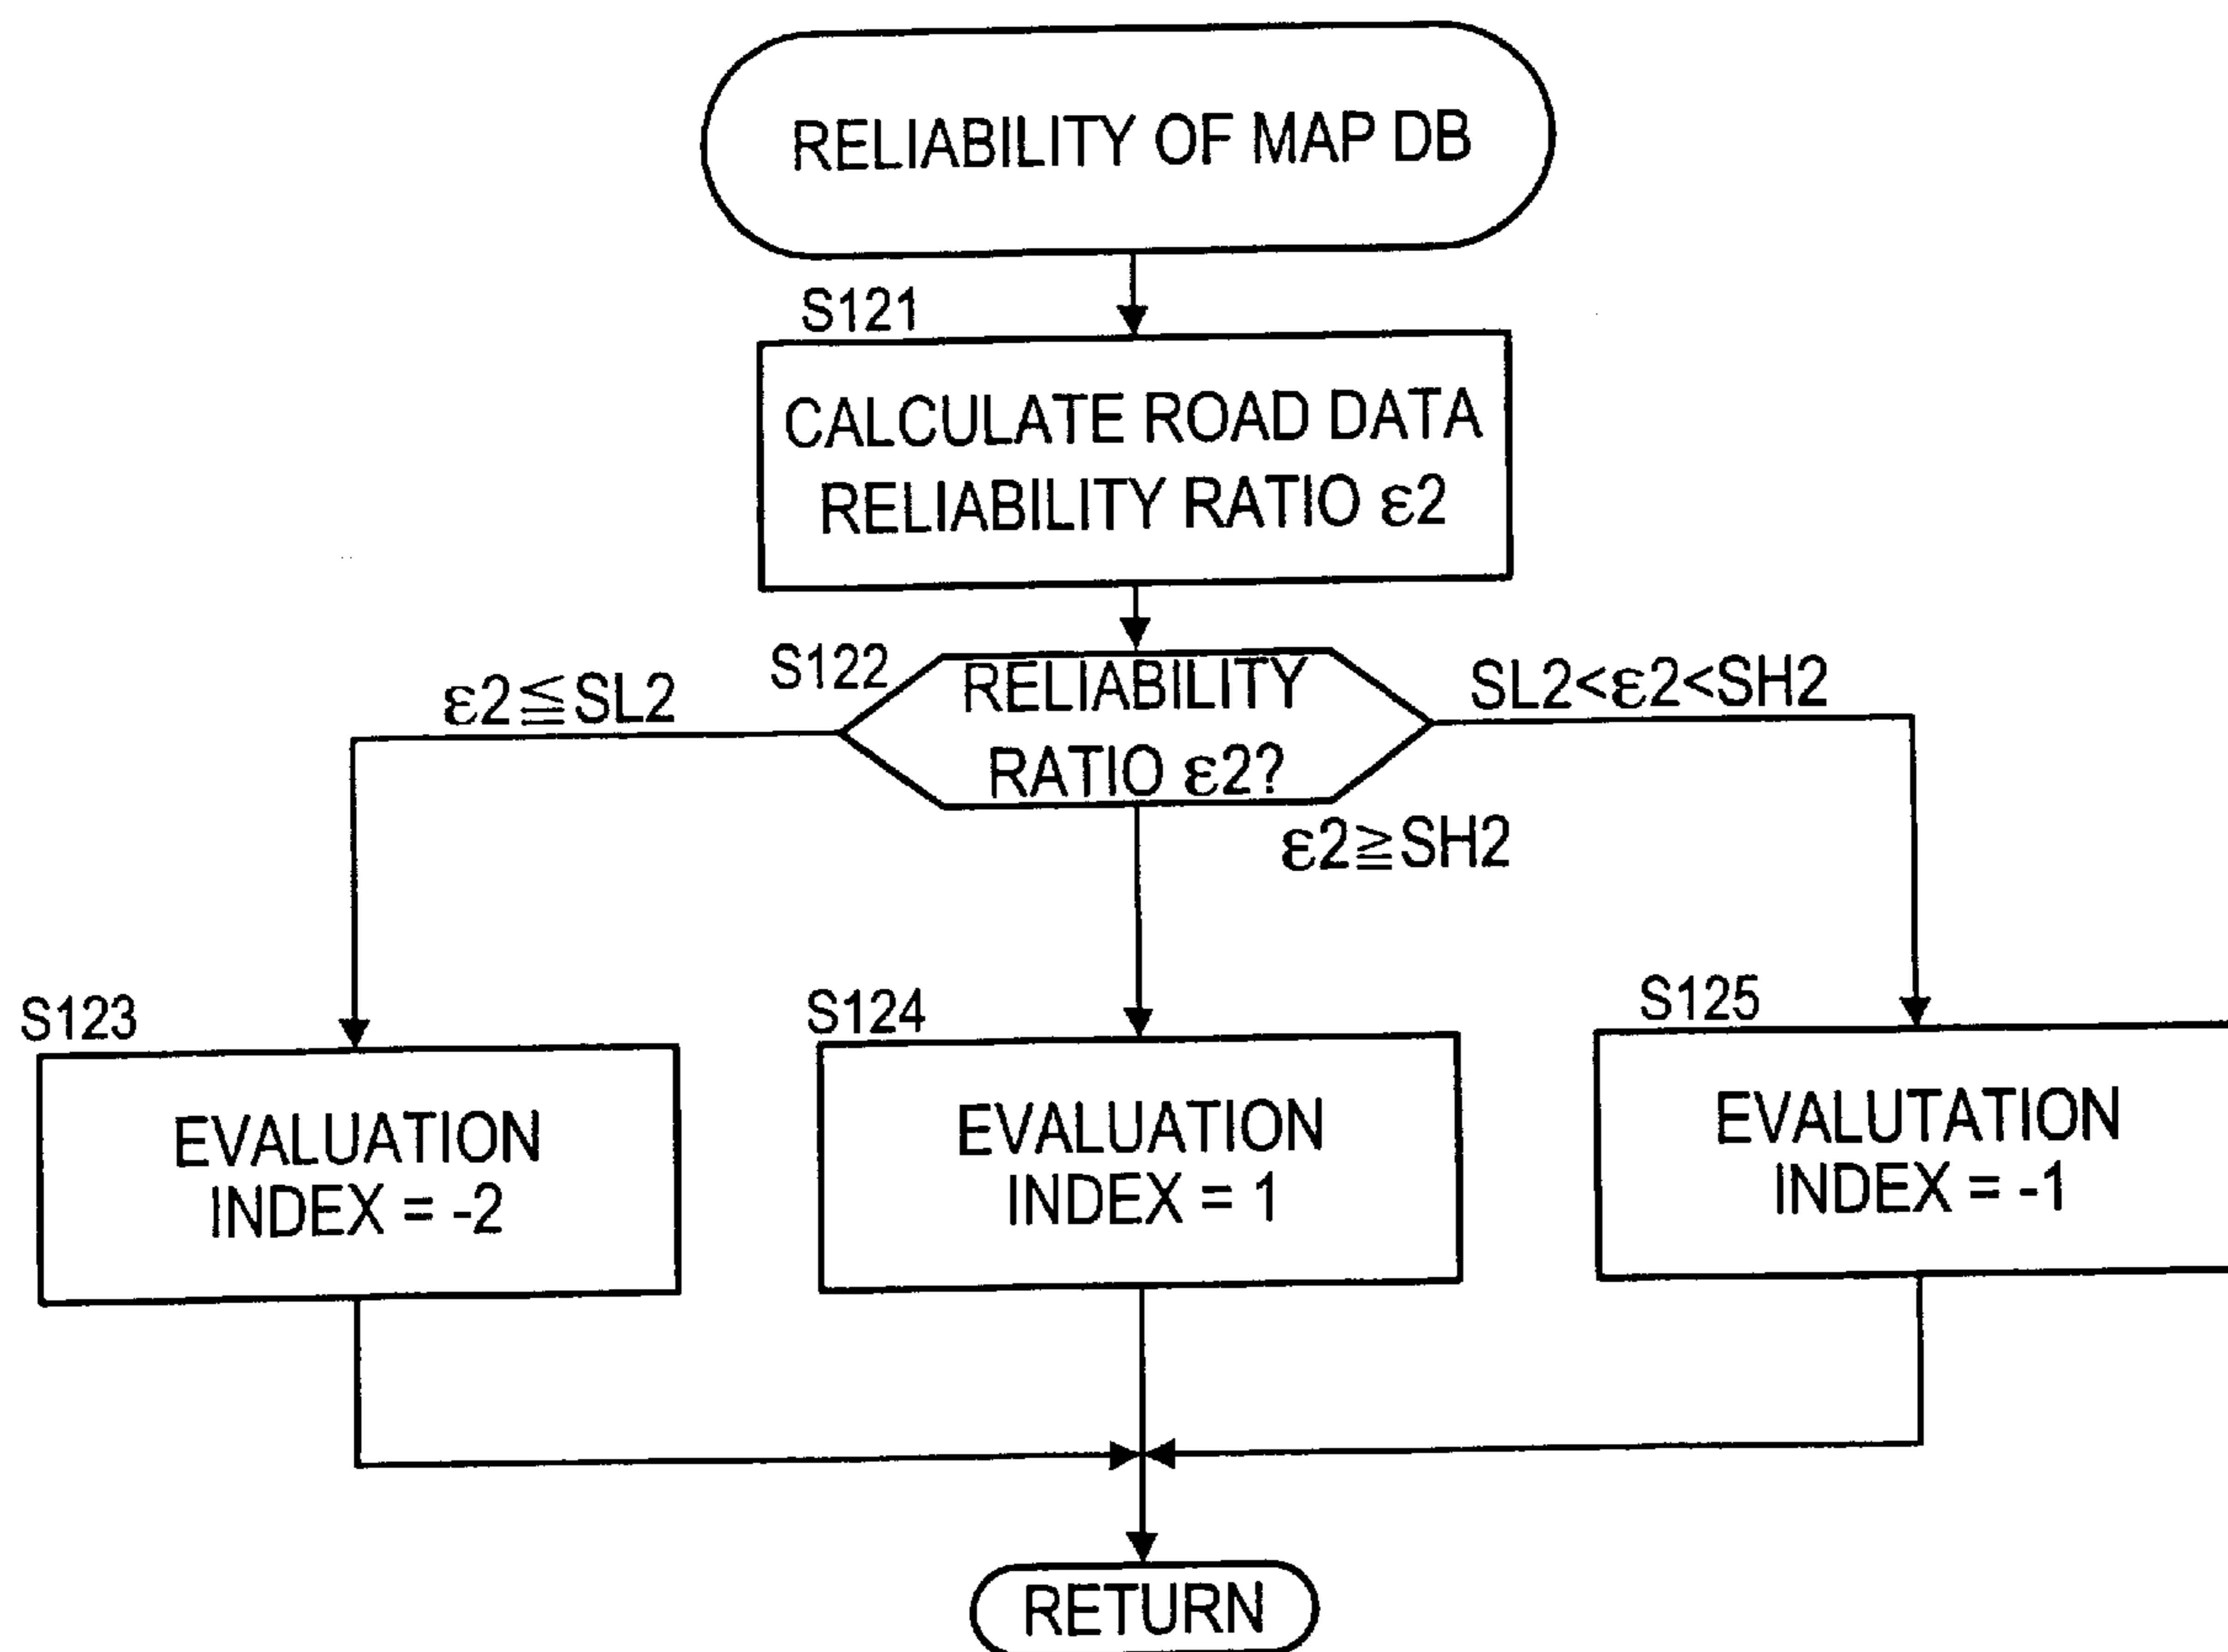 RELIABILITY OF MAP DB
S121
CALCULATE ROAD DATA
RELIABILITY RATIO ε2
S122
RELIABILITY
RATIO ε2?
ε2≦SL2
SL2<ε2<SH2
ε2≧SH2
S123
EVALUATION
INDEX = -2
S124
EVALUATION
INDEX = 1
S125
EVALUTATION
INDEX = -1
RETURN